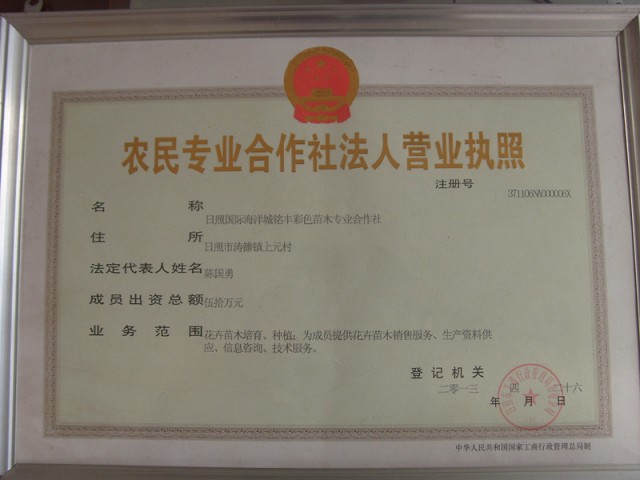 农民专业合作社法人营业执照
注册号
371106NA000006X
名称 日照国际海洋城铭丰彩色苗木专业合作社
住所 日照市涛雒镇上元村
法定代表人姓名 陈国勇
成员出资总额 伍拾万元
业务范围 花卉苗木培育、种植；为成员提供花卉苗木销售服务、生产资料供
应、信息咨询、技术服务。
登记机关
二零一三 年 四 月 二十六 日
中华人民共和国国家工商行政管理总局制